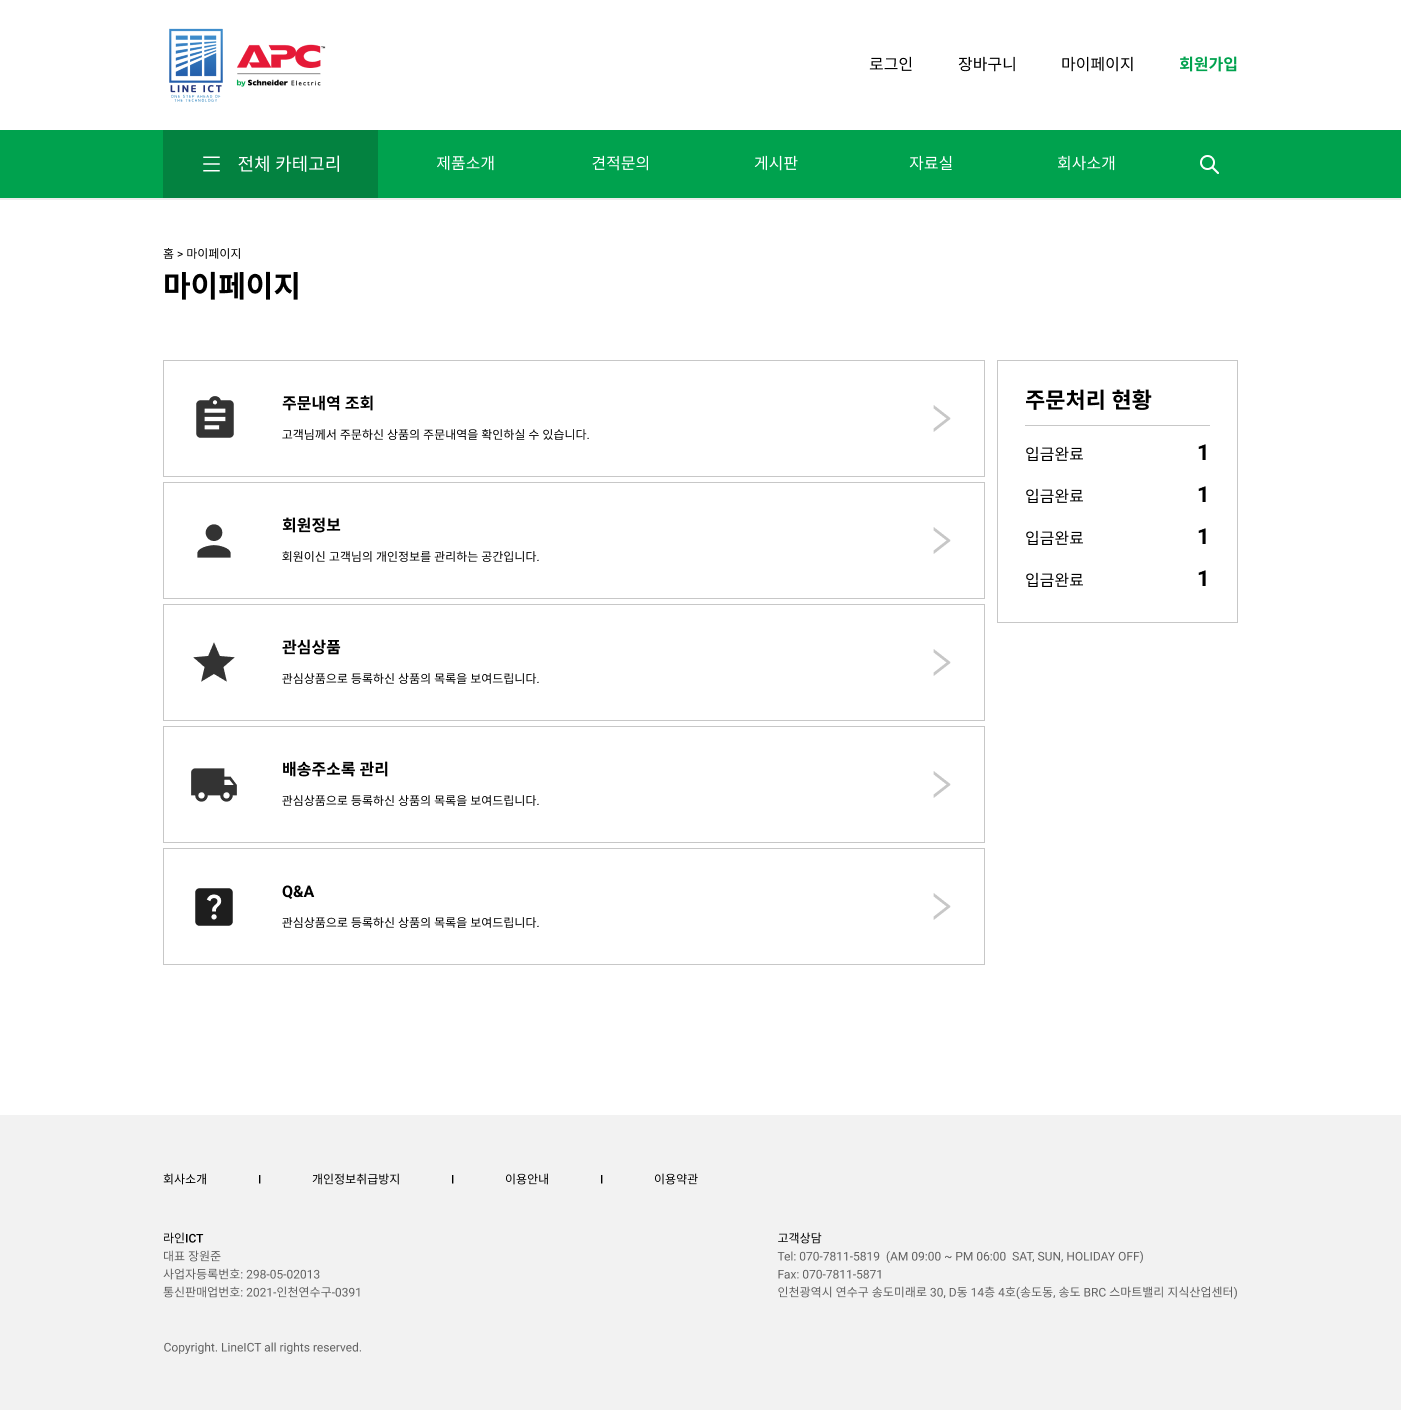 LINE ICT
ONE STEP AHEAD OF
THE TECHNOLOGY
APC™
by Schneider Electric
로그인 장바구니 마이페이지 회원가입
전체 카테고리 제품소개 견적문의 게시판 자료실 회사소개
홈 > 마이페이지
마이페이지
주문내역 조회
고객님께서 주문하신 상품의 주문내역을 확인하실 수 있습니다.
회원정보
회원이신 고객님의 개인정보를 관리하는 공간입니다.
관심상품
관심상품으로 등록하신 상품의 목록을 보여드립니다.
배송주소록 관리
관심상품으로 등록하신 상품의 목록을 보여드립니다.
Q&A
관심상품으로 등록하신 상품의 목록을 보여드립니다.
주문처리 현황
입금완료 1
입금완료 1
입금완료 1
입금완료 1
회사소개 I 개인정보취급방지 I 이용안내 I 이용약관
라인ICT
대표 장원준
사업자등록번호: 298-05-02013
통신판매업번호: 2021-인천연수구-0391
고객상담
Tel: 070-7811-5819 (AM 09:00 ~ PM 06:00 SAT, SUN, HOLIDAY OFF)
Fax: 070-7811-5871
인천광역시 연수구 송도미래로 30, D동 14층 4호(송도동, 송도 BRC 스마트밸리 지식산업센터)
Copyright. LineICT all rights reserved.